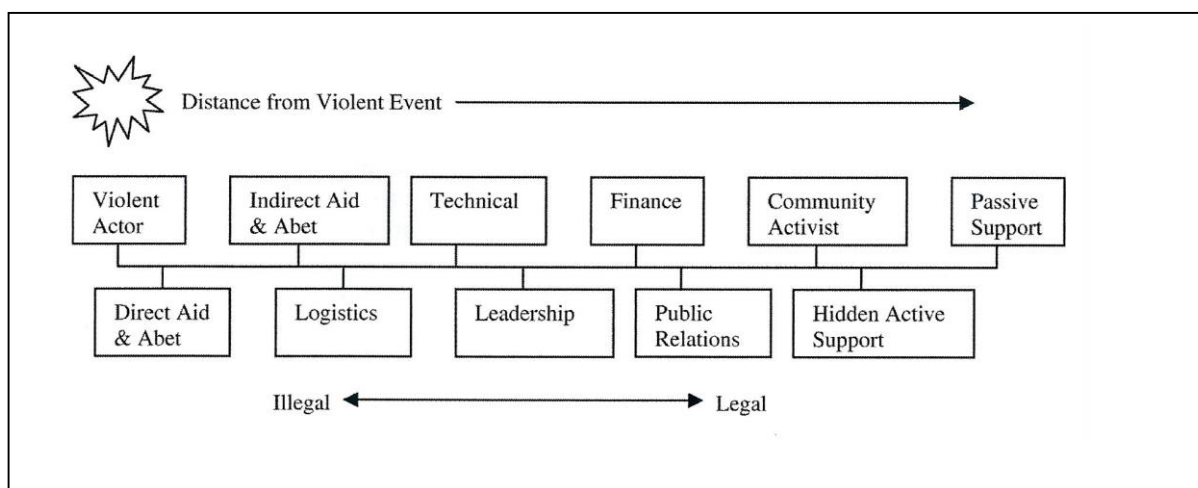 Distance from Violent Event
Violent
Actor
Indirect Aid
& Abet
Technical
Finance
Community
Activist
Passive
Support
Direct Aid
& Abet
Logistics
Leadership
Public
Relations
Hidden Active
Support
Illegal
Legal